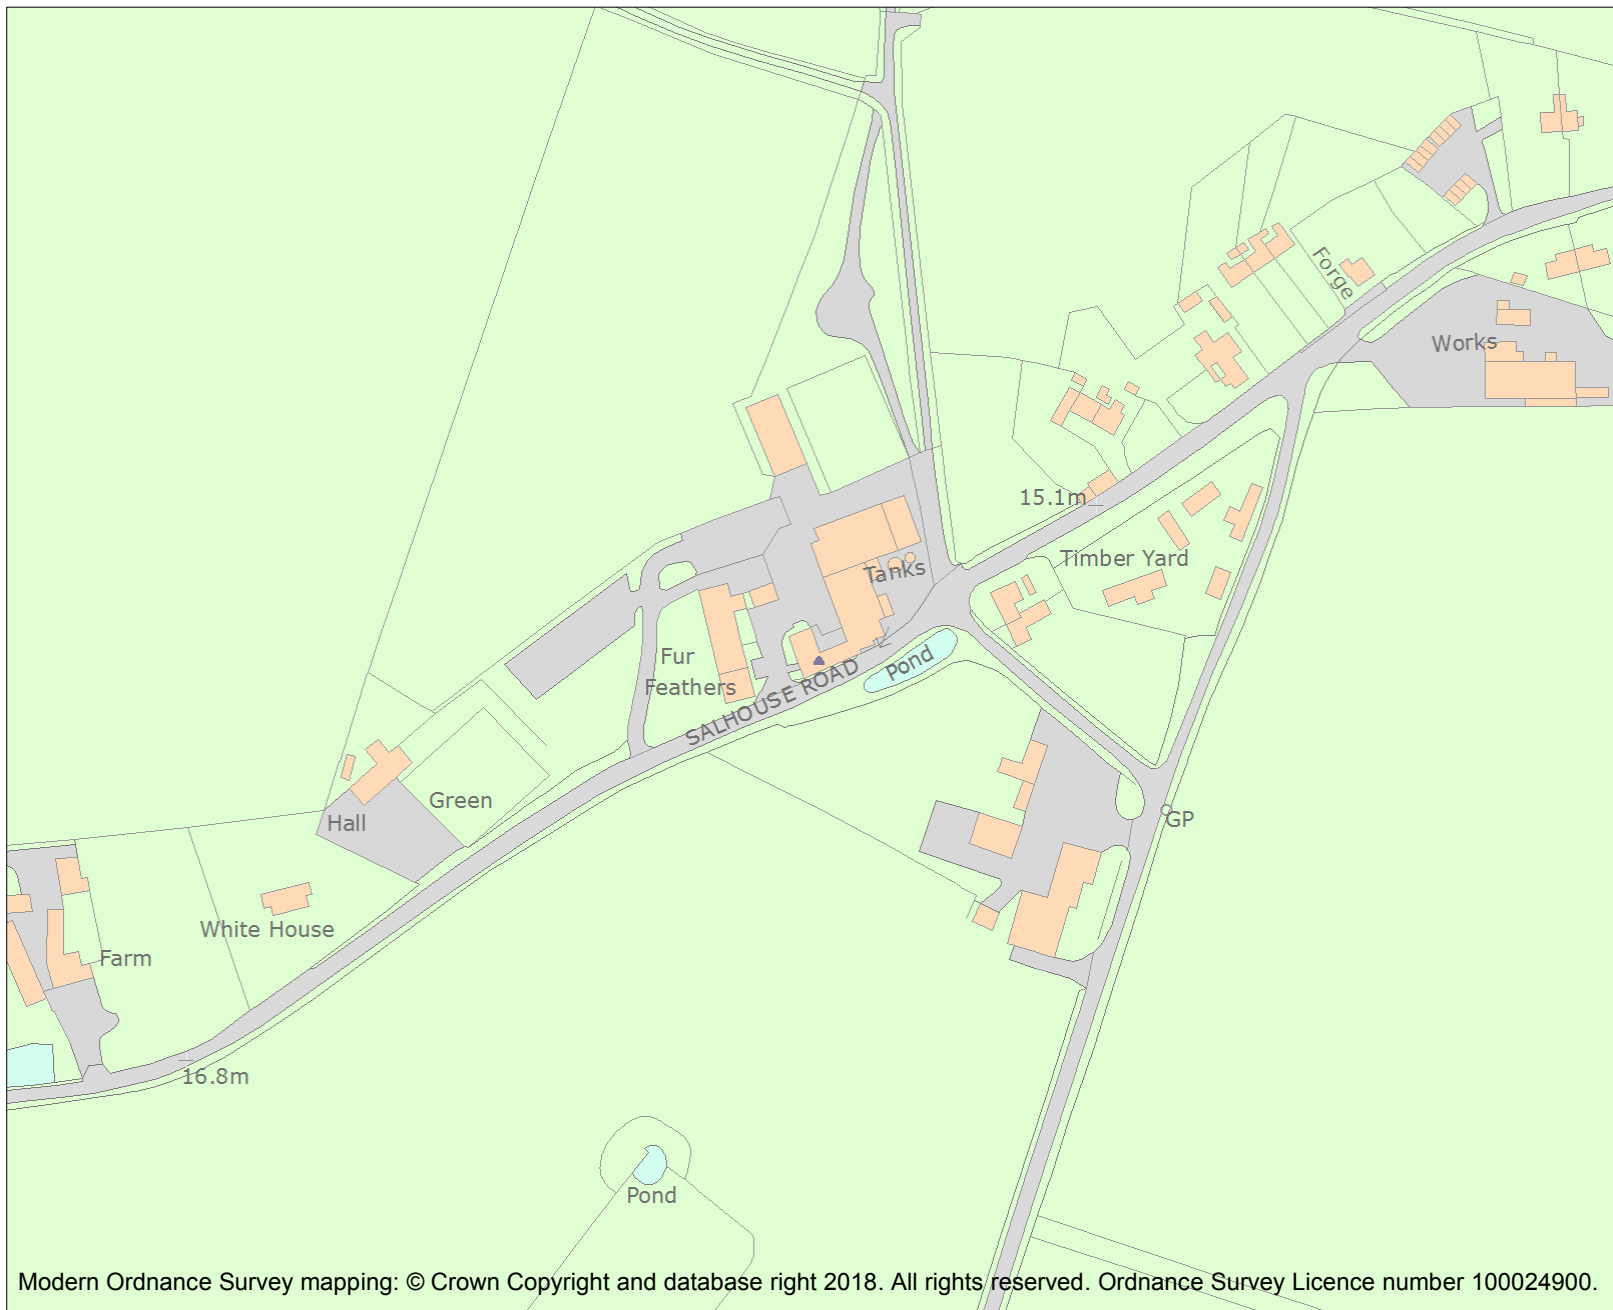 Forge
Works
15.1m
Timber Yard
Tanks
Fur
Feathers
Pond
SALHOUSE ROAD
Green
Hall
GP
White House
Farm
16.8m
Pond
Modern Ordnance Survey mapping: © Crown Copyright and database right 2018. All rights reserved. Ordnance Survey Licence number 100024900.